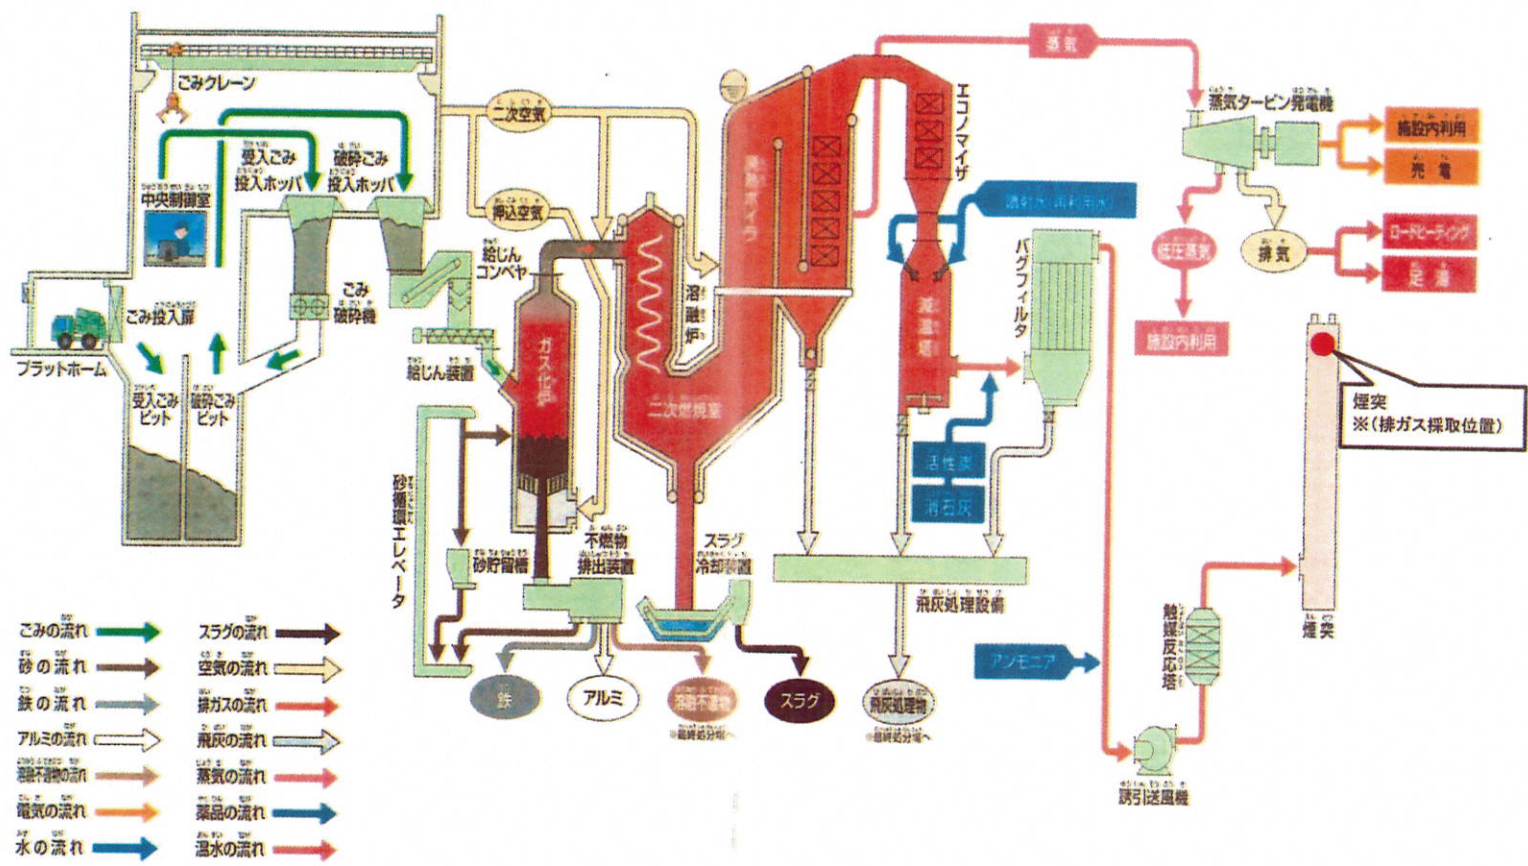 ごみクレーン
受入ごみ
投入ホッパ
破砕ごみ
投入ホッパ
中央制御室
ごみ投入扉
プラットホーム
受入ごみ
ピット
破砕ごみ
ピット
ごみ
破砕機
二次空気
押込空気
給じん
コンベヤ
給じん装置
ガス化炉
溶融炉
二次燃焼室
砂循環エレベータ
砂貯留槽
不燃物
排出装置
スラグ
冷却装置
鉄
アルミ
溶融不適物
※最終処分場へ
スラグ
飛灰処理物
※最終処分場へ
飛灰処理設備
エコノマイザ
減温塔
バグフィルタ
活性炭
消石灰
アンモニア
誘引送風機
触媒反応塔
煙突
煙突
※(排ガス採取位置)
蒸気
蒸気タービン発電機
施設内利用
売電
低圧蒸気
排気
ロードヒーティング
足湯
施設内利用
ごみの流れ
砂の流れ
鉄の流れ
アルミの流れ
溶融不適物の流れ
電気の流れ
水の流れ
スラグの流れ
空気の流れ
排ガスの流れ
飛灰の流れ
蒸気の流れ
薬品の流れ
温水の流れ